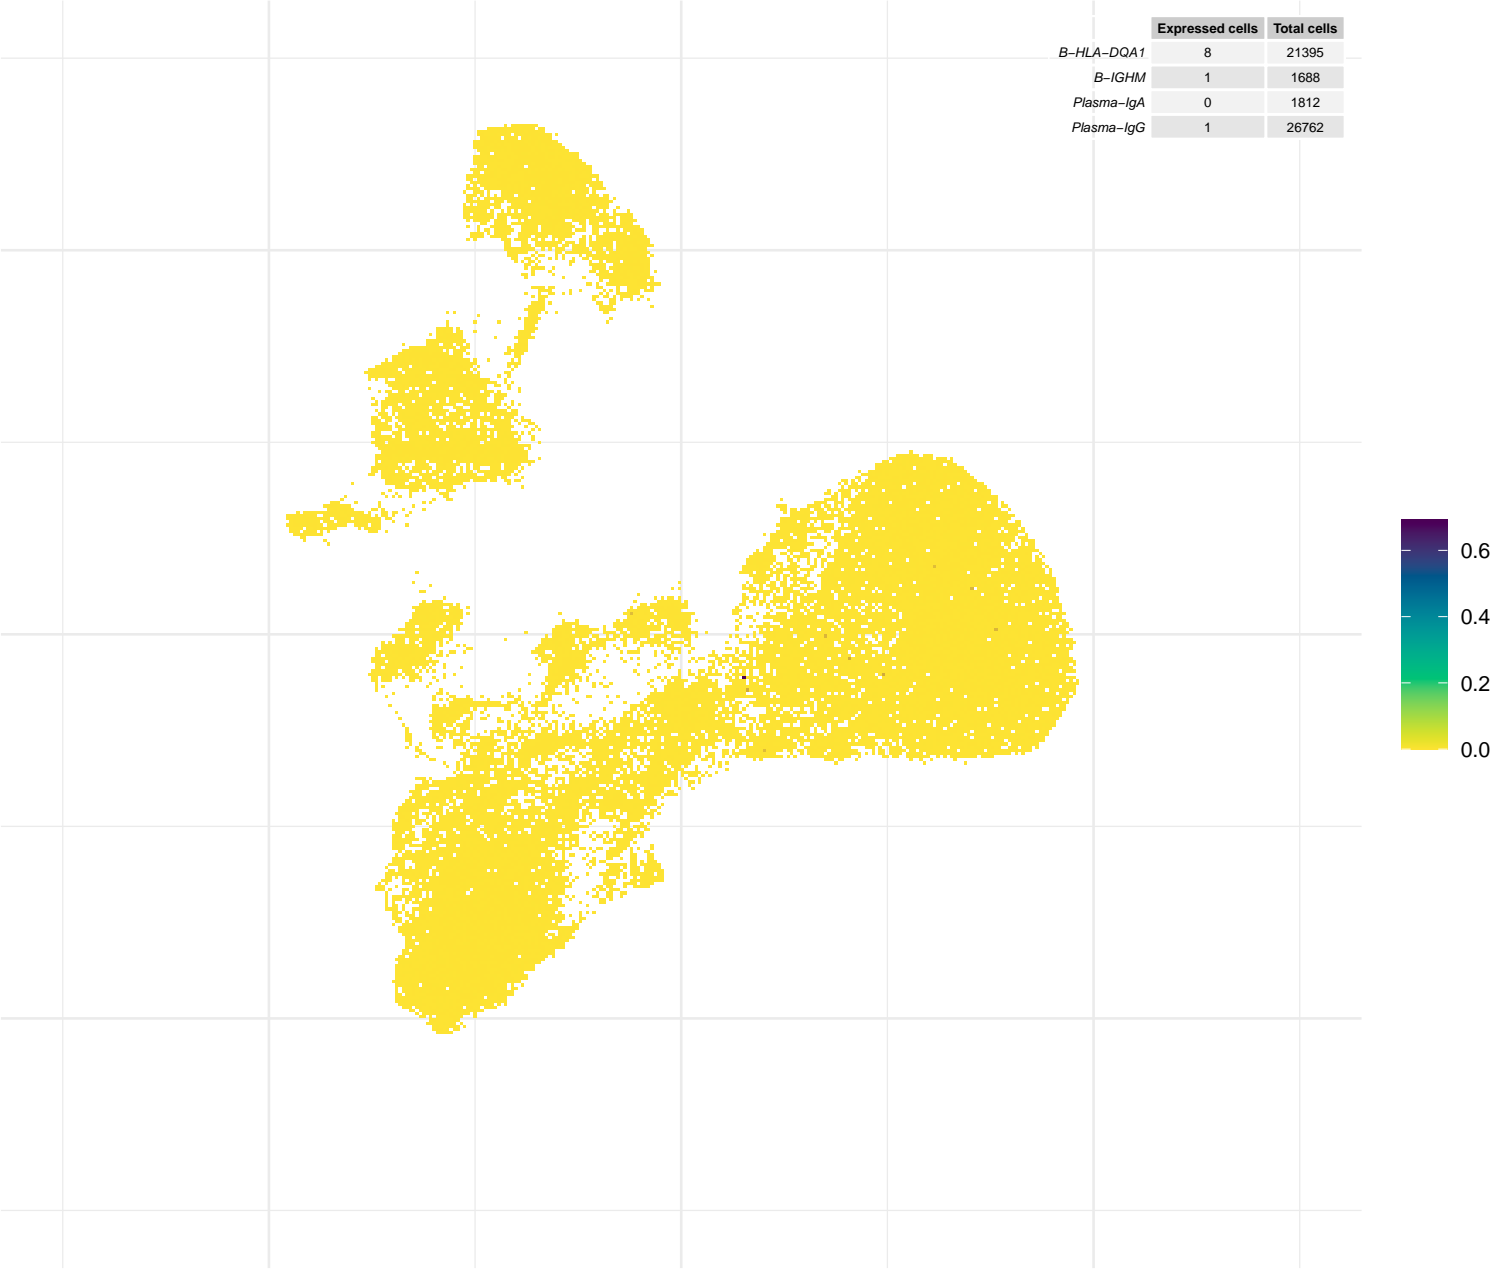 Expressed cells Total cells
B−HLA−DQA1 8 21395
B−IGHM 1 1688
Plasma−IgA 0 1812
Plasma−IgG 1 26762
0.6
0.4
0.2
0.0